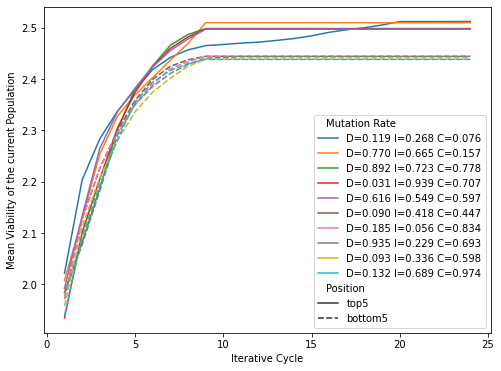 2.5
2.4
2.3
2.2
2.1
2.0
Mean Viability of the current Population
Mutation Rate
D=0.119 I=0.268 C=0.076
D=0.770 I=0.665 C=0.157
D=0.892 I=0.723 C=0.778
D=0.031 I=0.939 C=0.707
D=0.616 I=0.549 C=0.597
D=0.090 I=0.418 C=0.447
D=0.185 I=0.056 C=0.834
D=0.935 I=0.229 C=0.693
D=0.093 I=0.336 C=0.598
D=0.132 I=0.689 C=0.974
Position
top5
bottom5
0 5 10 15 20 25
Iterative Cycle